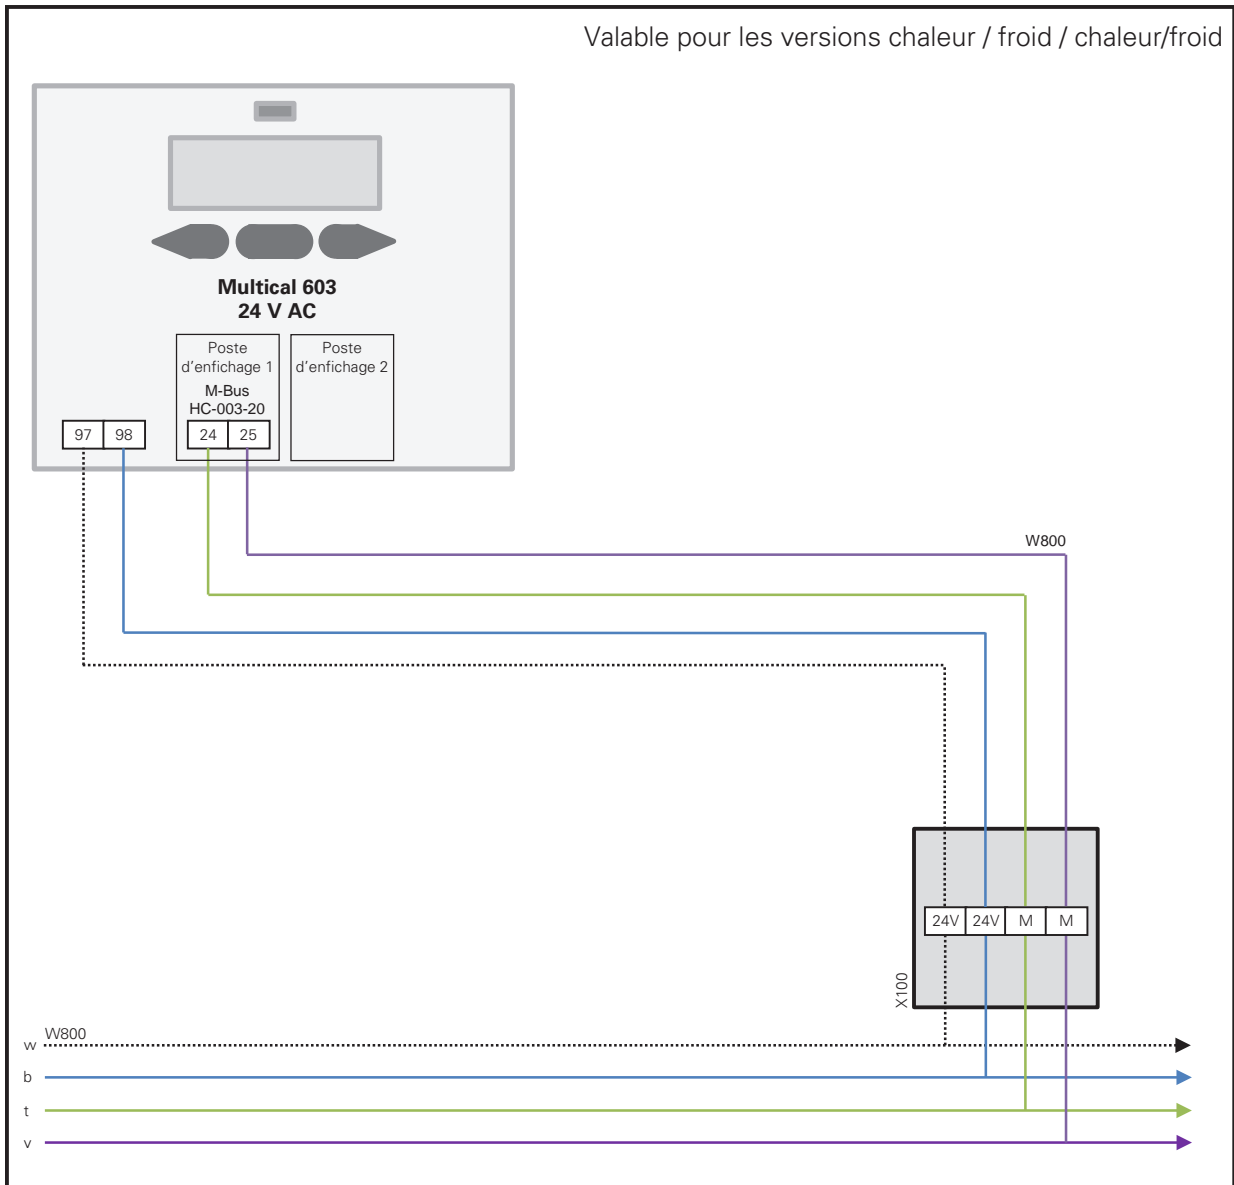 Valable pour les versions chaleur / froid / chaleur/froid
Multical 603
24 V AC
Poste
d'enfichage 1
M-Bus
HC-003-20
Poste
d'enfichage 2
97
98
24
25
W800
24V
24V
M
M
X100
W800
w
b
t
v